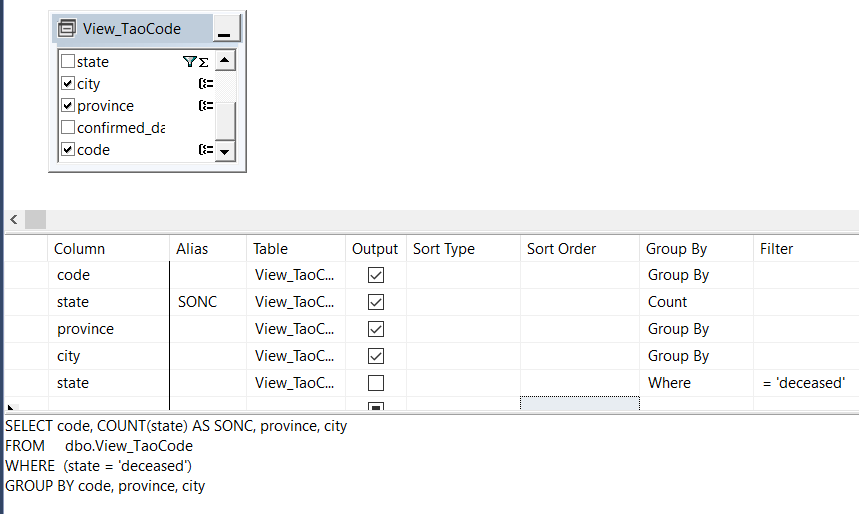 View_TaoCode
state
city
province
confirmed_da
code
Column Alias Table Output Sort Type Sort Order Group By Filter
code View_TaoC... Group By
state SONC View_TaoC... Count
province View_TaoC... Group By
city View_TaoC... Group By
state View_TaoC... Where = 'deceased'
SELECT code, COUNT(state) AS SONC, province, city
FROM dbo.View_TaoCode
WHERE (state = 'deceased')
GROUP BY code, province, city